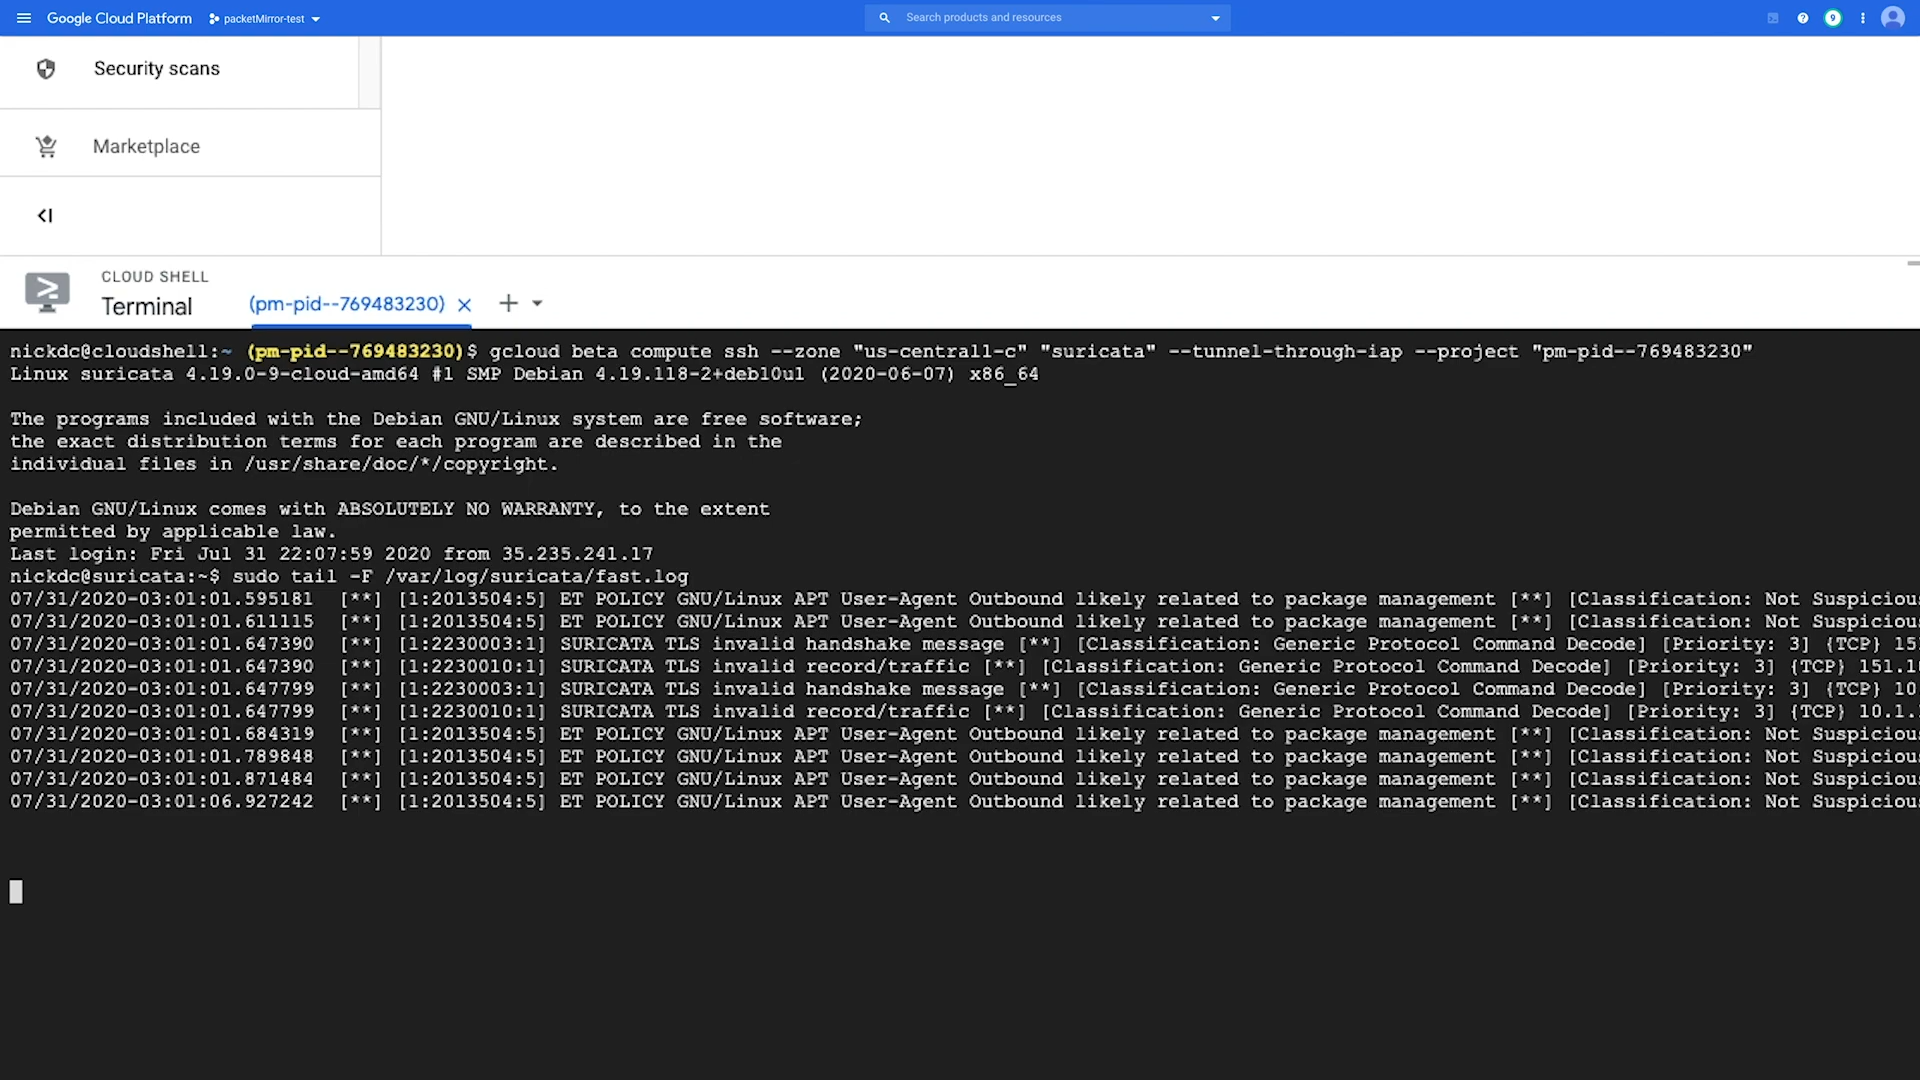 Google Cloud Platform
packetMirror-test
Search products and resources
9
Security scans
Marketplace
CLOUD SHELL
Terminal
(pm-pid--769483230)
nickdc@cloudshell:~ (pm-pid--769483230)$ gcloud beta compute ssh --zone "us-central1-c" "suricata" --tunnel-through-iap --project "pm-pid--769483230"
Linux suricata 4.19.0-9-cloud-amd64 #1 SMP Debian 4.19.118-2+deb10u1 (2020-06-07) x86_64
The programs included with the Debian GNU/Linux system are free software;
the exact distribution terms for each program are described in the
individual files in /usr/share/doc/*/copyright.
Debian GNU/Linux comes with ABSOLUTELY NO WARRANTY, to the extent
permitted by applicable law.
Last login: Fri Jul 31 22:07:59 2020 from 35.235.241.17
nickdc@suricata:~$ sudo tail -F /var/log/suricata/fast.log
07/31/2020-03:01:01.595181  [**] [1:2013504:5] ET POLICY GNU/Linux APT User-Agent Outbound likely related to package management [**] [Classification: Not Suspicious
07/31/2020-03:01:01.611115  [**] [1:2013504:5] ET POLICY GNU/Linux APT User-Agent Outbound likely related to package management [**] [Classification: Not Suspicious
07/31/2020-03:01:01.647390  [**] [1:2230003:1] SURICATA TLS invalid handshake message [**] [Classification: Generic Protocol Command Decode] [Priority: 3] {TCP} 15
07/31/2020-03:01:01.647390  [**] [1:2230010:1] SURICATA TLS invalid record/traffic [**] [Classification: Generic Protocol Command Decode] [Priority: 3] {TCP} 151.1
07/31/2020-03:01:01.647799  [**] [1:2230003:1] SURICATA TLS invalid handshake message [**] [Classification: Generic Protocol Command Decode] [Priority: 3] {TCP} 10
07/31/2020-03:01:01.647799  [**] [1:2230010:1] SURICATA TLS invalid record/traffic [**] [Classification: Generic Protocol Command Decode] [Priority: 3] {TCP} 10.1.
07/31/2020-03:01:01.684319  [**] [1:2013504:5] ET POLICY GNU/Linux APT User-Agent Outbound likely related to package management [**] [Classification: Not Suspicious
07/31/2020-03:01:01.789848  [**] [1:2013504:5] ET POLICY GNU/Linux APT User-Agent Outbound likely related to package management [**] [Classification: Not Suspicious
07/31/2020-03:01:01.871484  [**] [1:2013504:5] ET POLICY GNU/Linux APT User-Agent Outbound likely related to package management [**] [Classification: Not Suspicious
07/31/2020-03:01:06.927242  [**] [1:2013504:5] ET POLICY GNU/Linux APT User-Agent Outbound likely related to package management [**] [Classification: Not Suspicious